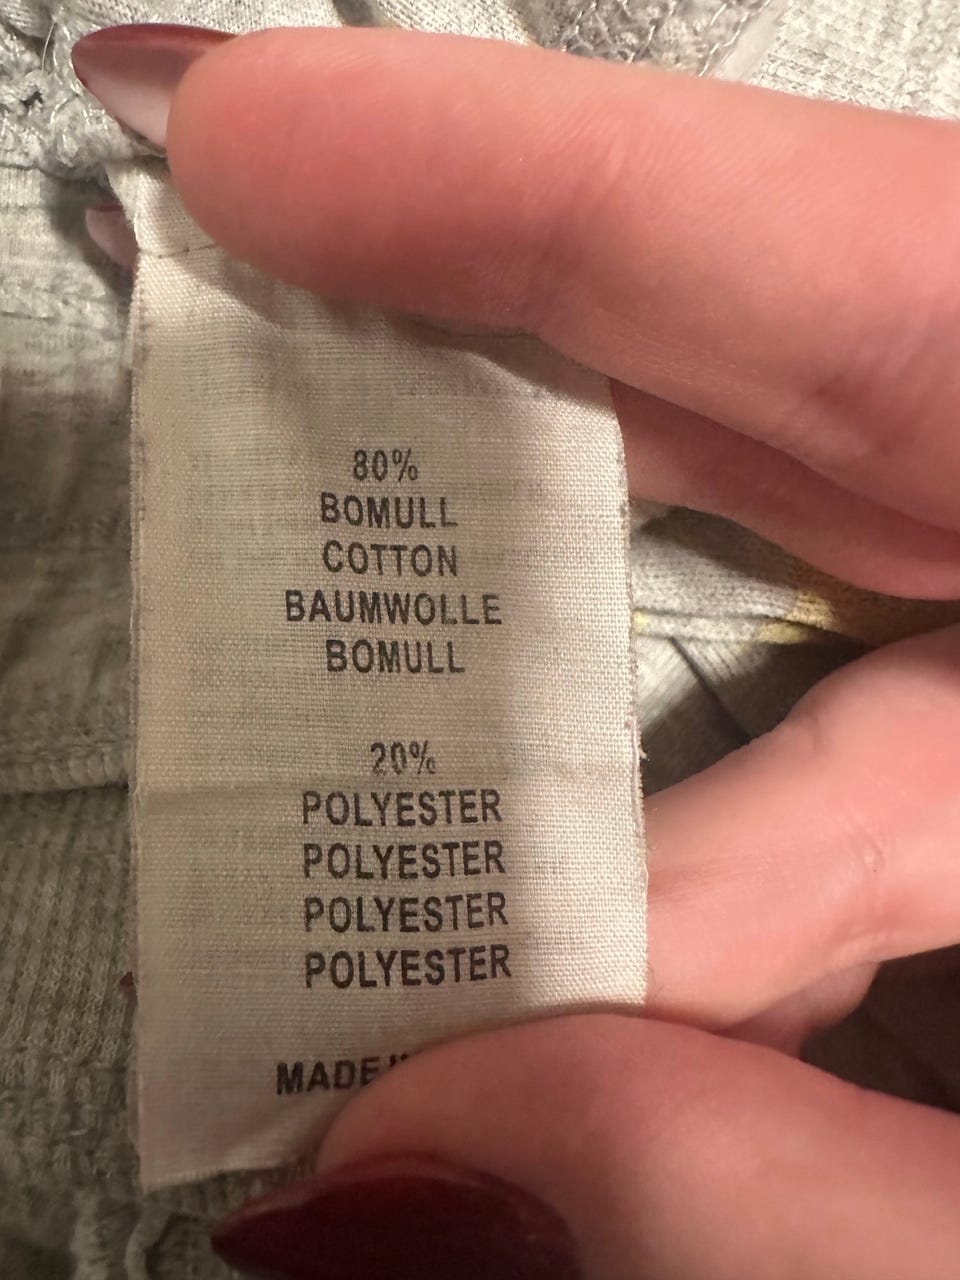 80%
BOMULL
COTTON
BAUMWOLLE
BOMULL
20%
POLYESTER
POLYESTER
POLYESTER
POLYESTER
MADE